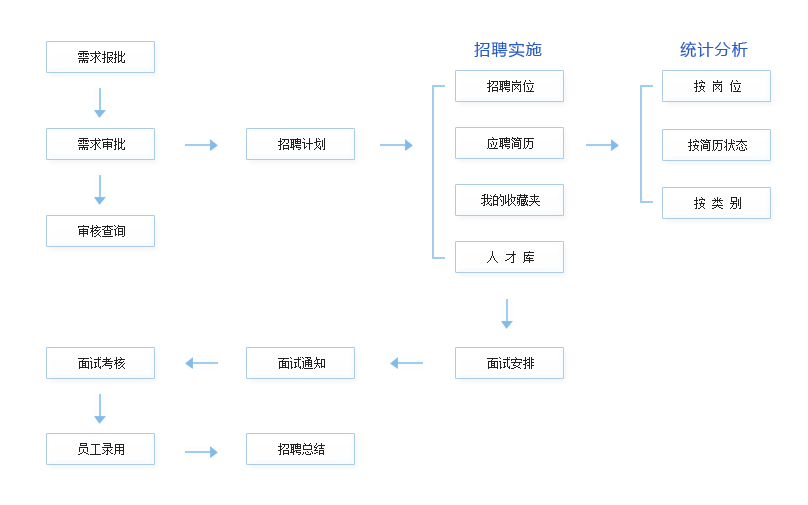 招聘实施
统计分析
需求报批
招聘岗位
按 岗 位
需求审批
招聘计划
应聘简历
按简历状态
我的收藏夹
按 类 别
审核查询
人 才 库
面试考核
面试通知
面试安排
员工录用
招聘总结